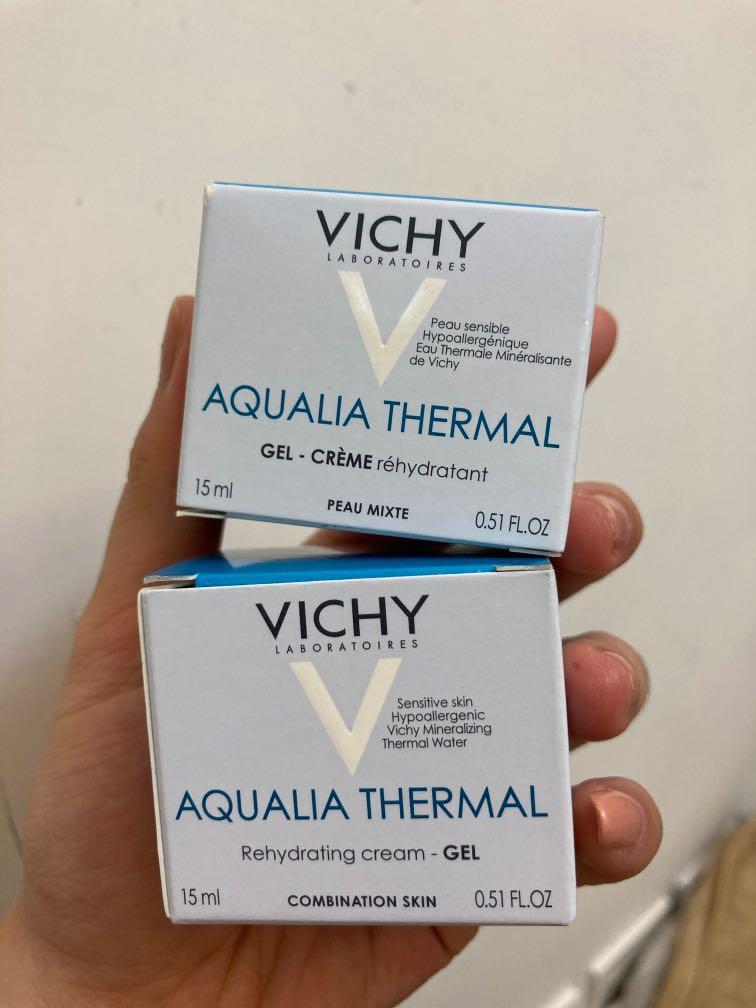 VICHY
LABORATOIRES
Peau sensible
Hypoallergénique
Eau Thermale Minéralisante
de Vichy
AQUALIA THERMAL
GEL - CRÈME réhydratant
15 ml
PEAU MIXTE
0.51 FL.OZ
VICHY
LABORATOIRES
Sensitive skin
Hypoallergenic
Vichy Mineralizing
Thermal Water
AQUALIA THERMAL
Rehydrating cream - GEL
15 ml
COMBINATION SKIN
0.51 FL.OZ